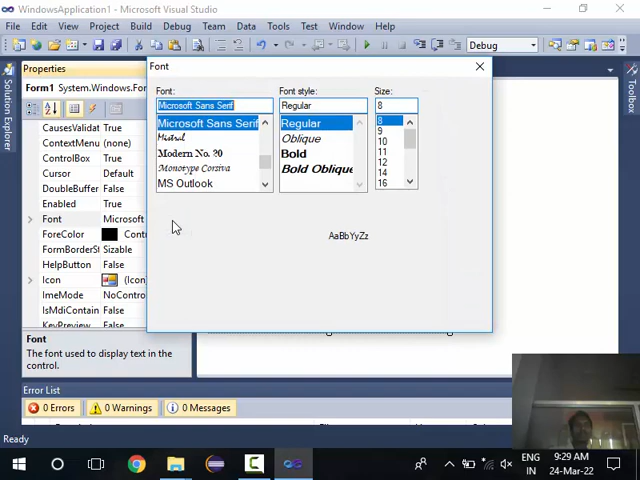 WindowsApplication1 - Microsoft Visual Studio
File Edit View Project Build Debug Team Data Tools Test Window Help
Debug
Solution Explorer
Properties
Form1 System.Windows.For
CausesValidat True
ContextMenu (none)
ControlBox True
Cursor Default
DoubleBuffer False
Enabled True
Font Microsoft
ForeColor Contr
FormBorderSt Sizable
HelpButton False
Icon (Icon)
ImeMode NoContro
IsMdiContain False
KeyPreview False
Font
The font used to display text in the
control.
Font
Font: Font style: Size:
Microsoft Sans Serif Regular 8
Microsoft Sans Serif
Mistral
Modern No. 20
Monotype Corsiva
MS Outlook
Regular
Oblique
Bold
Bold Oblique
8
9
10
11
12
14
16
AaBbYyZz
Error List
0 Errors 0 Warnings 0 Messages
Ready
ENG
IN
9:29 AM
24-Mar-22